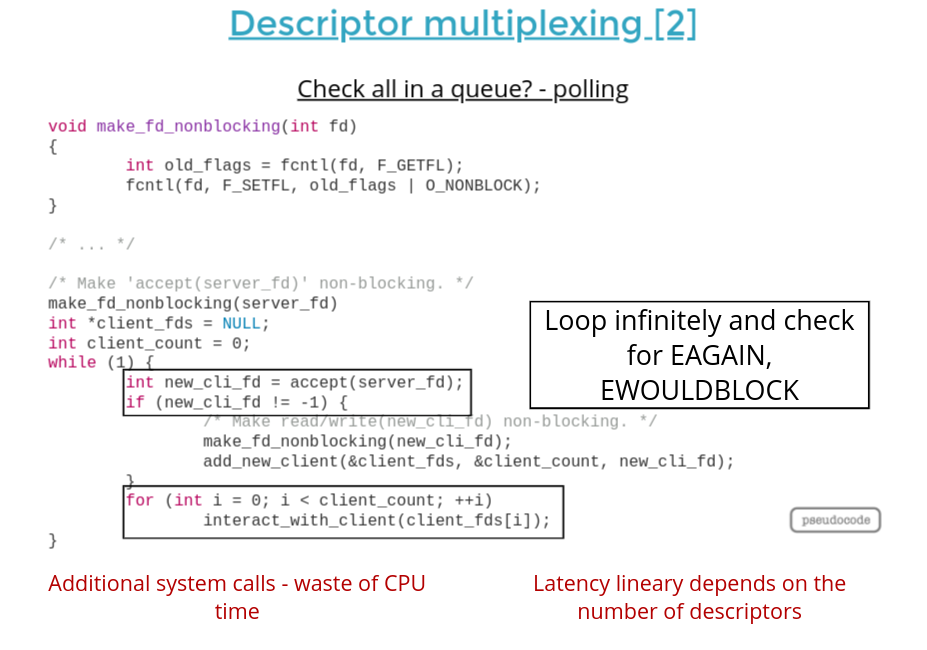 Descriptor multiplexing [2]
Check all in a queue? - polling
void make_fd_nonblocking(int fd)
{
        int old_flags = fcntl(fd, F_GETFL);
        fcntl(fd, F_SETFL, old_flags | O_NONBLOCK);
}
/* ... */
/* Make 'accept(server_fd)' non-blocking. */
make_fd_nonblocking(server_fd)
int *client_fds = NULL;
int client_count = 0;
while (1) {
        int new_cli_fd = accept(server_fd);
        if (new_cli_fd != -1) {
                /* Make read/write(new_cli_fd) non-blocking. */
                make_fd_nonblocking(new_cli_fd);
                add_new_client(&client_fds, &client_count, new_cli_fd);
        }
        for (int i = 0; i < client_count; ++i)
                interact_with_client(client_fds[i]);
}
Loop infinitely and check
for EAGAIN,
EWOULDBLOCK
pseudocode
Additional system calls - waste of CPU
time
Latency lineary depends on the
number of descriptors